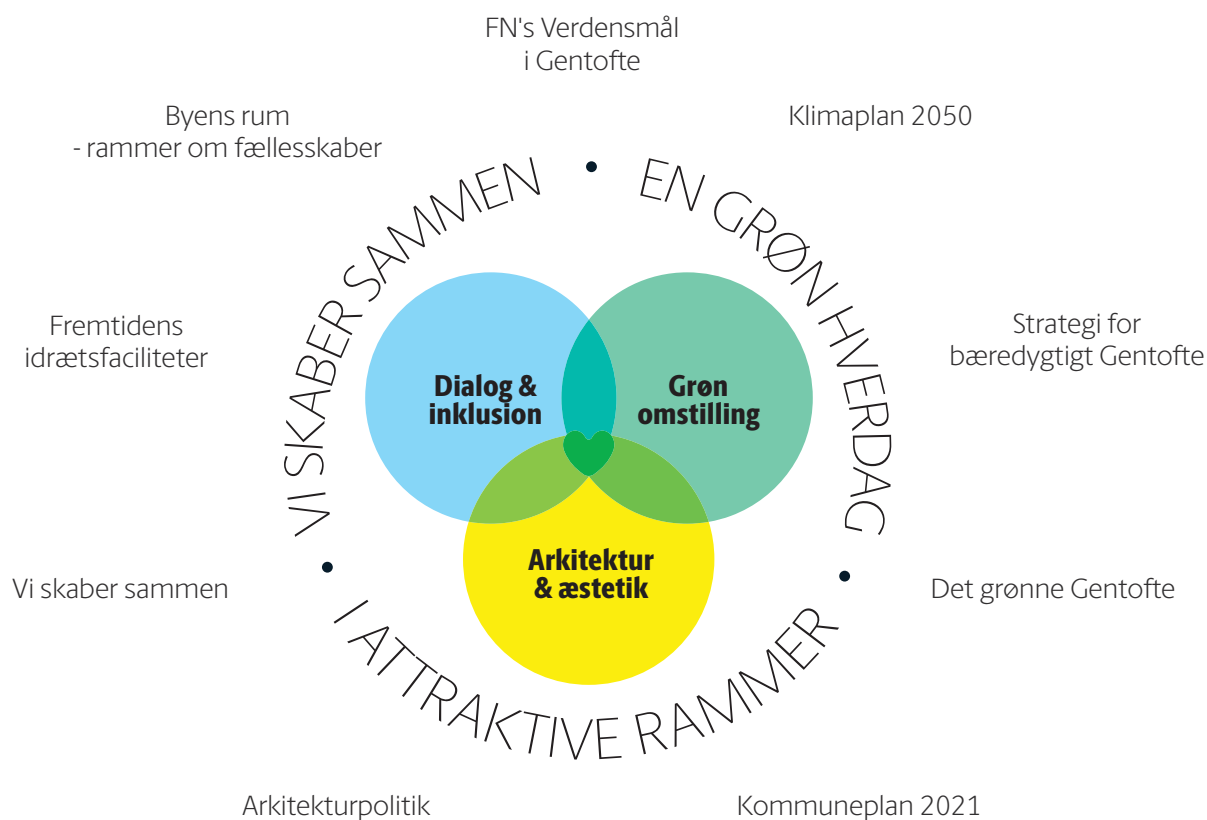 FN's Verdensmål
i Gentofte
Byens rum
- rammer om fællesskaber
Klimaplan 2050
VI SKABER SAMMEN • EN GRØN HVERDAG • I ATTRAKTIVE RAMMER •
Fremtidens
idrætsfaciliteter
Strategi for
bæredygtigt Gentofte
Dialog &
inklusion
Grøn
omstilling
Arkitektur
& æstetik
Vi skaber sammen
Det grønne Gentofte
Arkitekturpolitik
Kommuneplan 2021